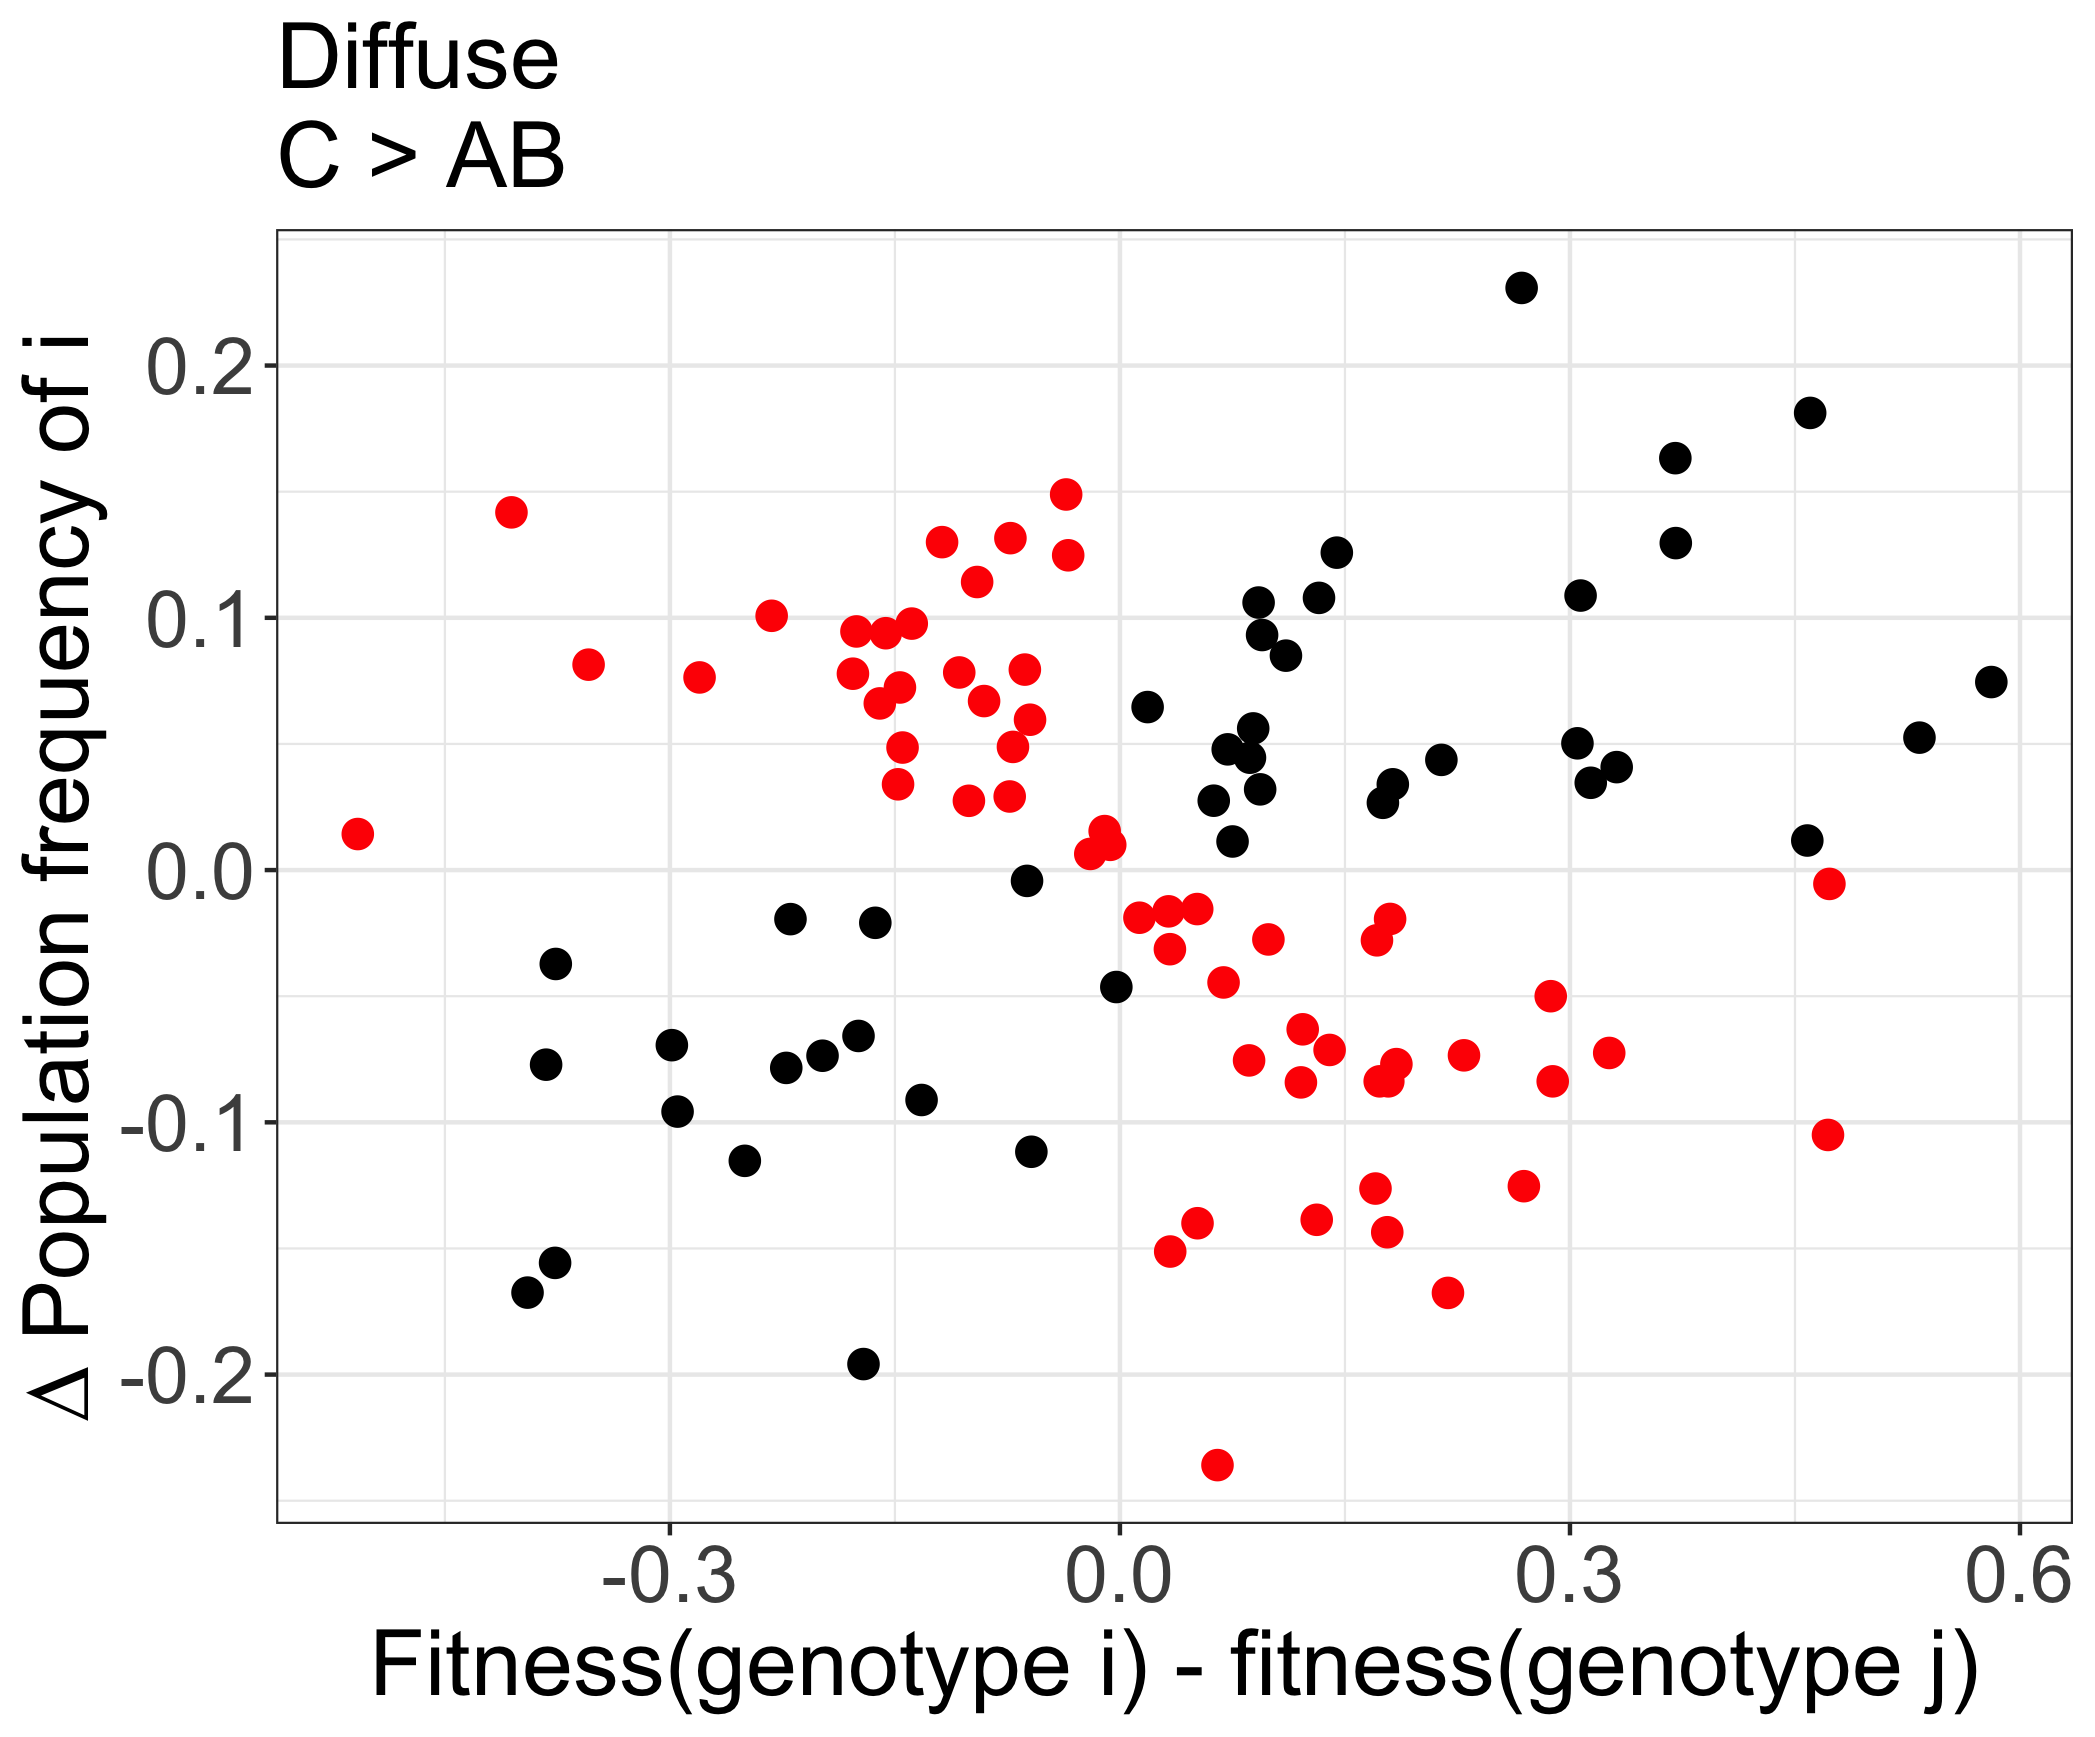 Diffuse
C > AB
Δ Population frequency of i
0.2
0.1
0.0
-0.1
-0.2
-0.3 0.0 0.3 0.6
Fitness(genotype i) - fitness(genotype j)